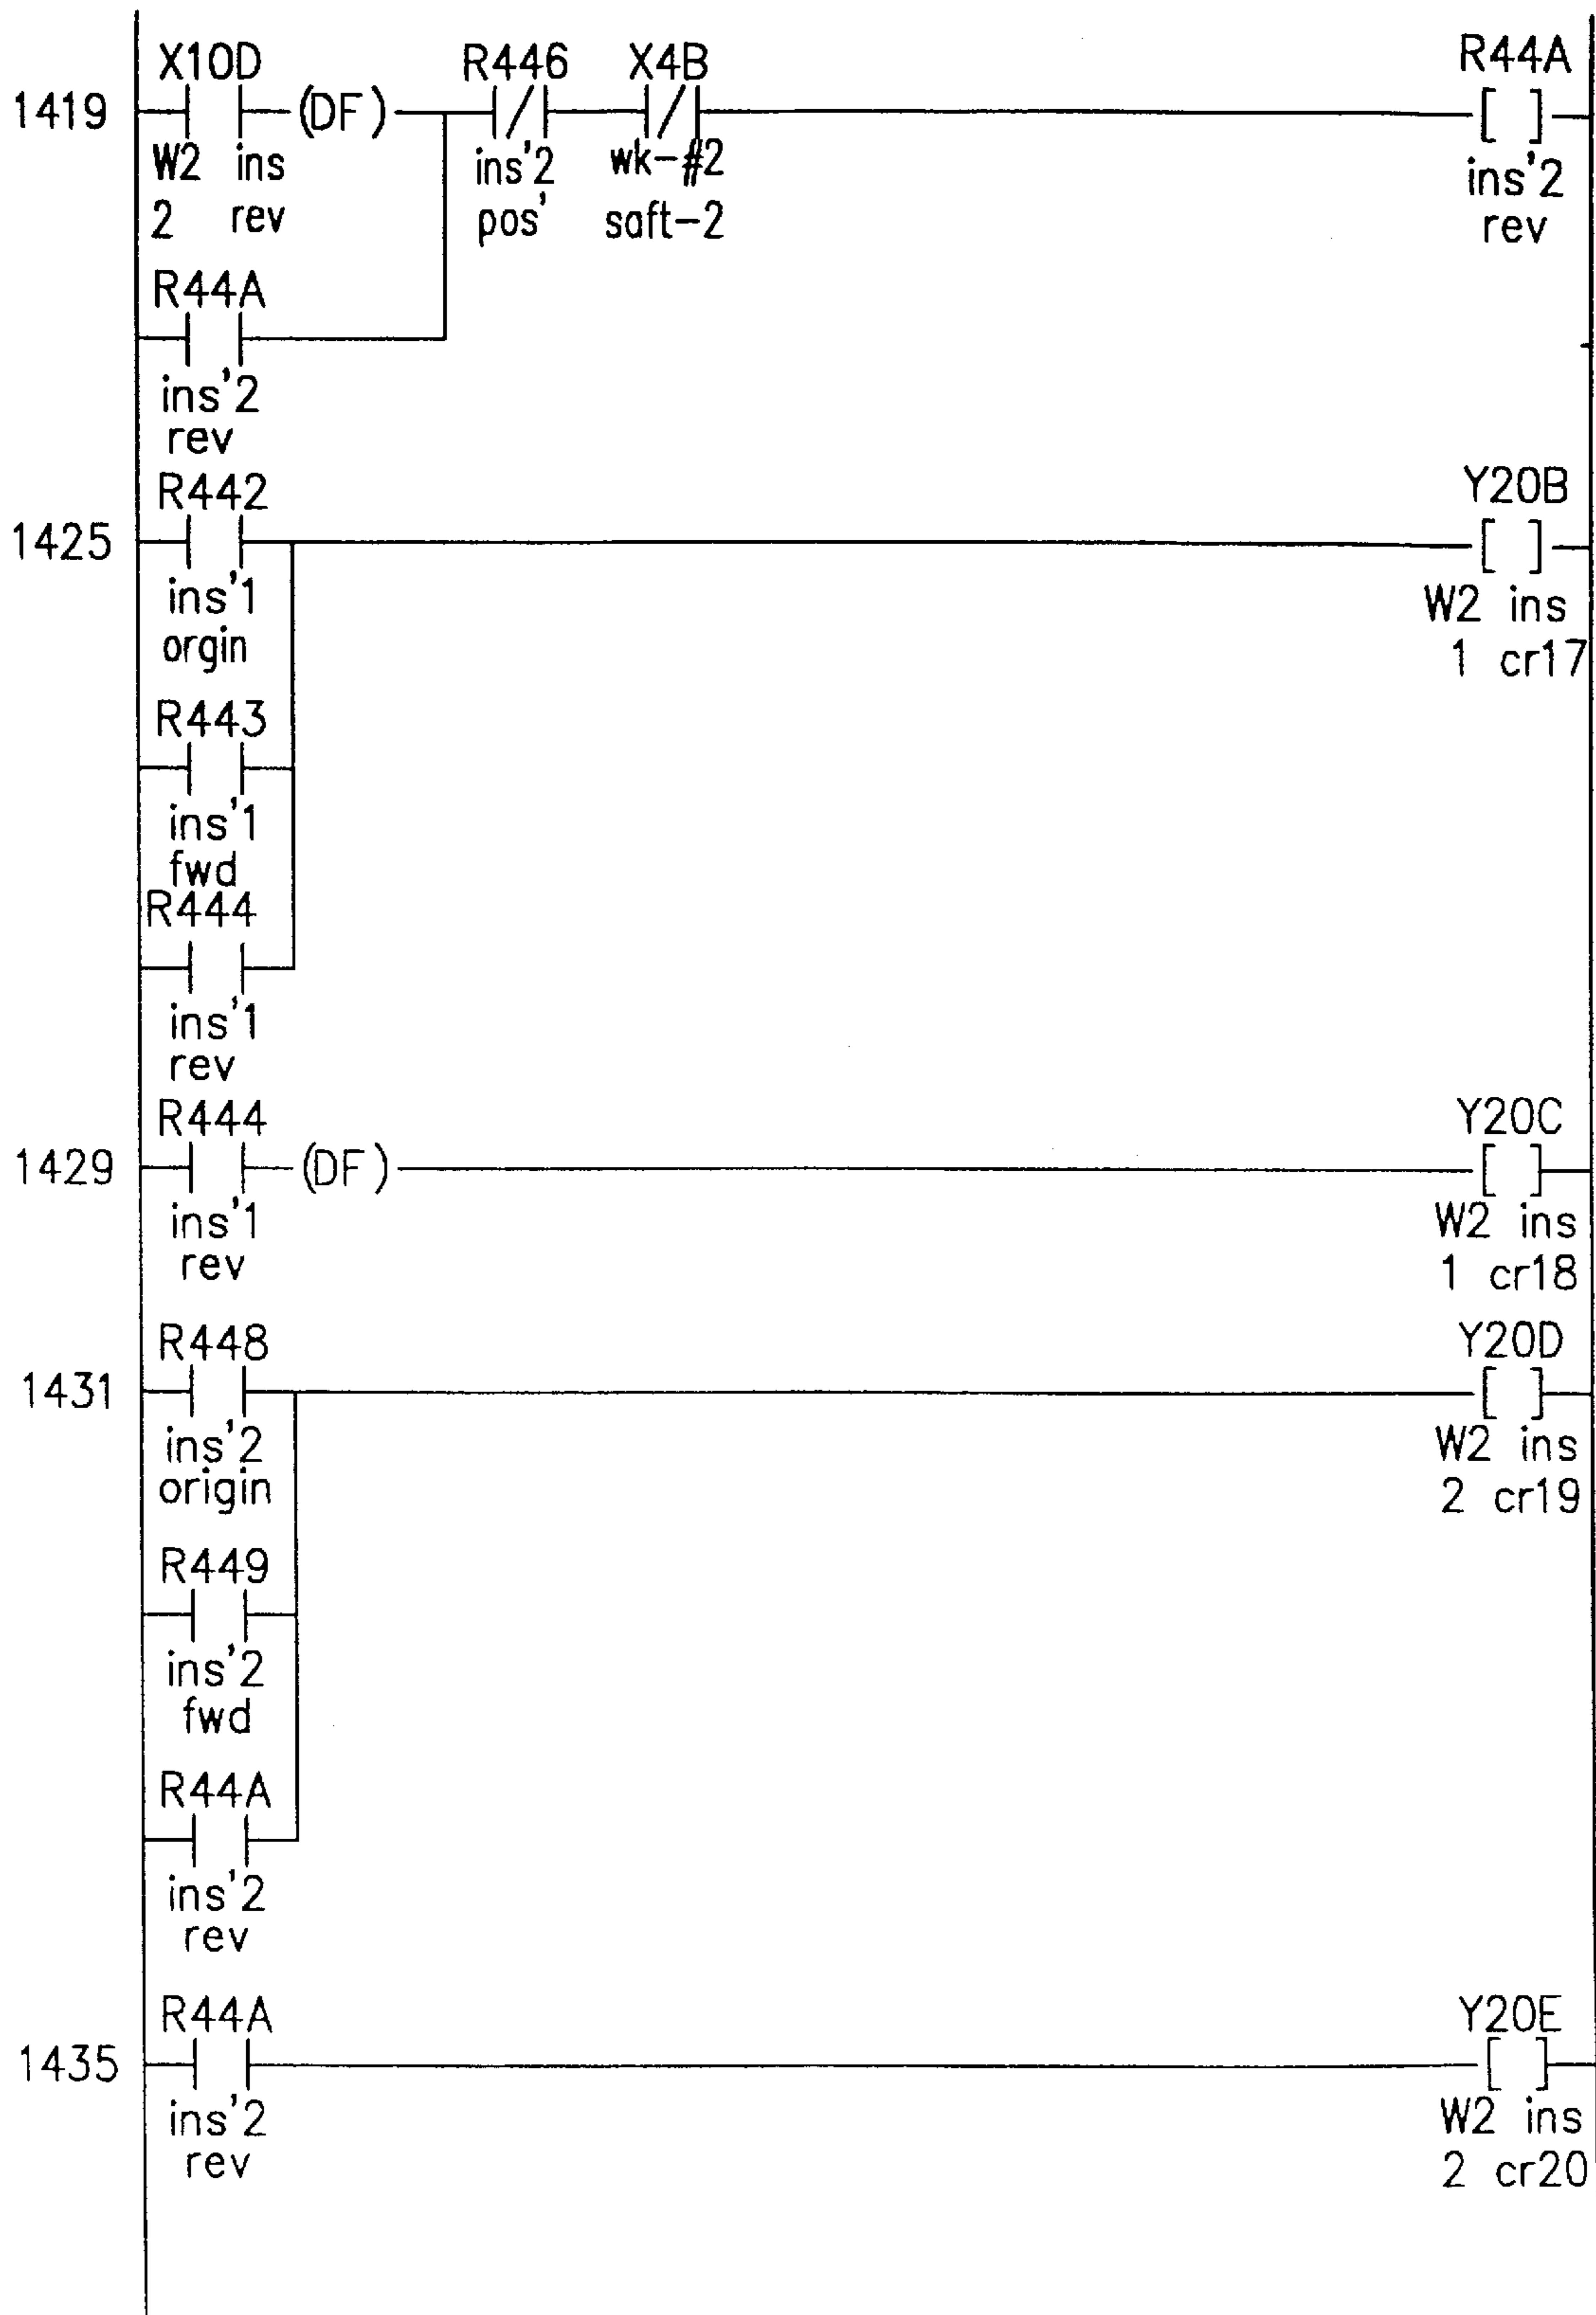 X10D R446 X4B R44A
1419 (DF)
W2 ins ins'2 wk-#2 ins'2
2 rev pos' saft-2 rev
R44A
ins'2
rev
R442 Y20B
1425
ins'1 W2 ins
orgin 1 cr17
R443
ins'1
fwd
R444
ins'1
rev
R444 Y20C
1429 (DF)
ins'1 W2 ins
rev 1 cr18
R448 Y20D
1431
ins'2 W2 ins
origin 2 cr19
R449
ins'2
fwd
R44A
ins'2
rev
R44A Y20E
1435
ins'2 W2 ins
rev 2 cr20